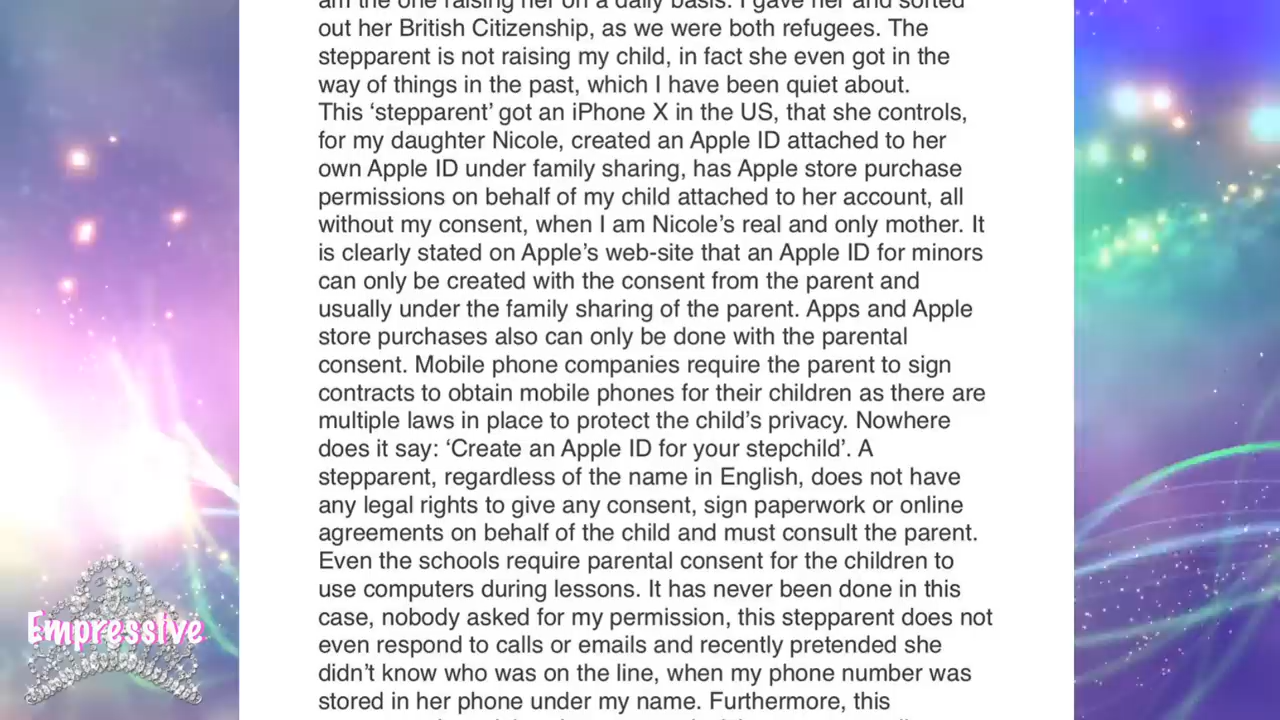 am the one raising her on a daily basis. I gave her and sorted
out her British Citizenship, as we were both refugees. The
stepparent is not raising my child, in fact she even got in the
way of things in the past, which I have been quiet about.
This ‘stepparent’ got an iPhone X in the US, that she controls,
for my daughter Nicole, created an Apple ID attached to her
own Apple ID under family sharing, has Apple store purchase
permissions on behalf of my child attached to her account, all
without my consent, when I am Nicole’s real and only mother. It
is clearly stated on Apple’s web-site that an Apple ID for minors
can only be created with the consent from the parent and
usually under the family sharing of the parent. Apps and Apple
store purchases also can only be done with the parental
consent. Mobile phone companies require the parent to sign
contracts to obtain mobile phones for their children as there are
multiple laws in place to protect the child’s privacy. Nowhere
does it say: ‘Create an Apple ID for your stepchild’. A
stepparent, regardless of the name in English, does not have
any legal rights to give any consent, sign paperwork or online
agreements on behalf of the child and must consult the parent.
Even the schools require parental consent for the children to
use computers during lessons. It has never been done in this
case, nobody asked for my permission, this stepparent does not
even respond to calls or emails and recently pretended she
didn’t know who was on the line, when my phone number was
stored in her phone under my name. Furthermore, this
Empressive